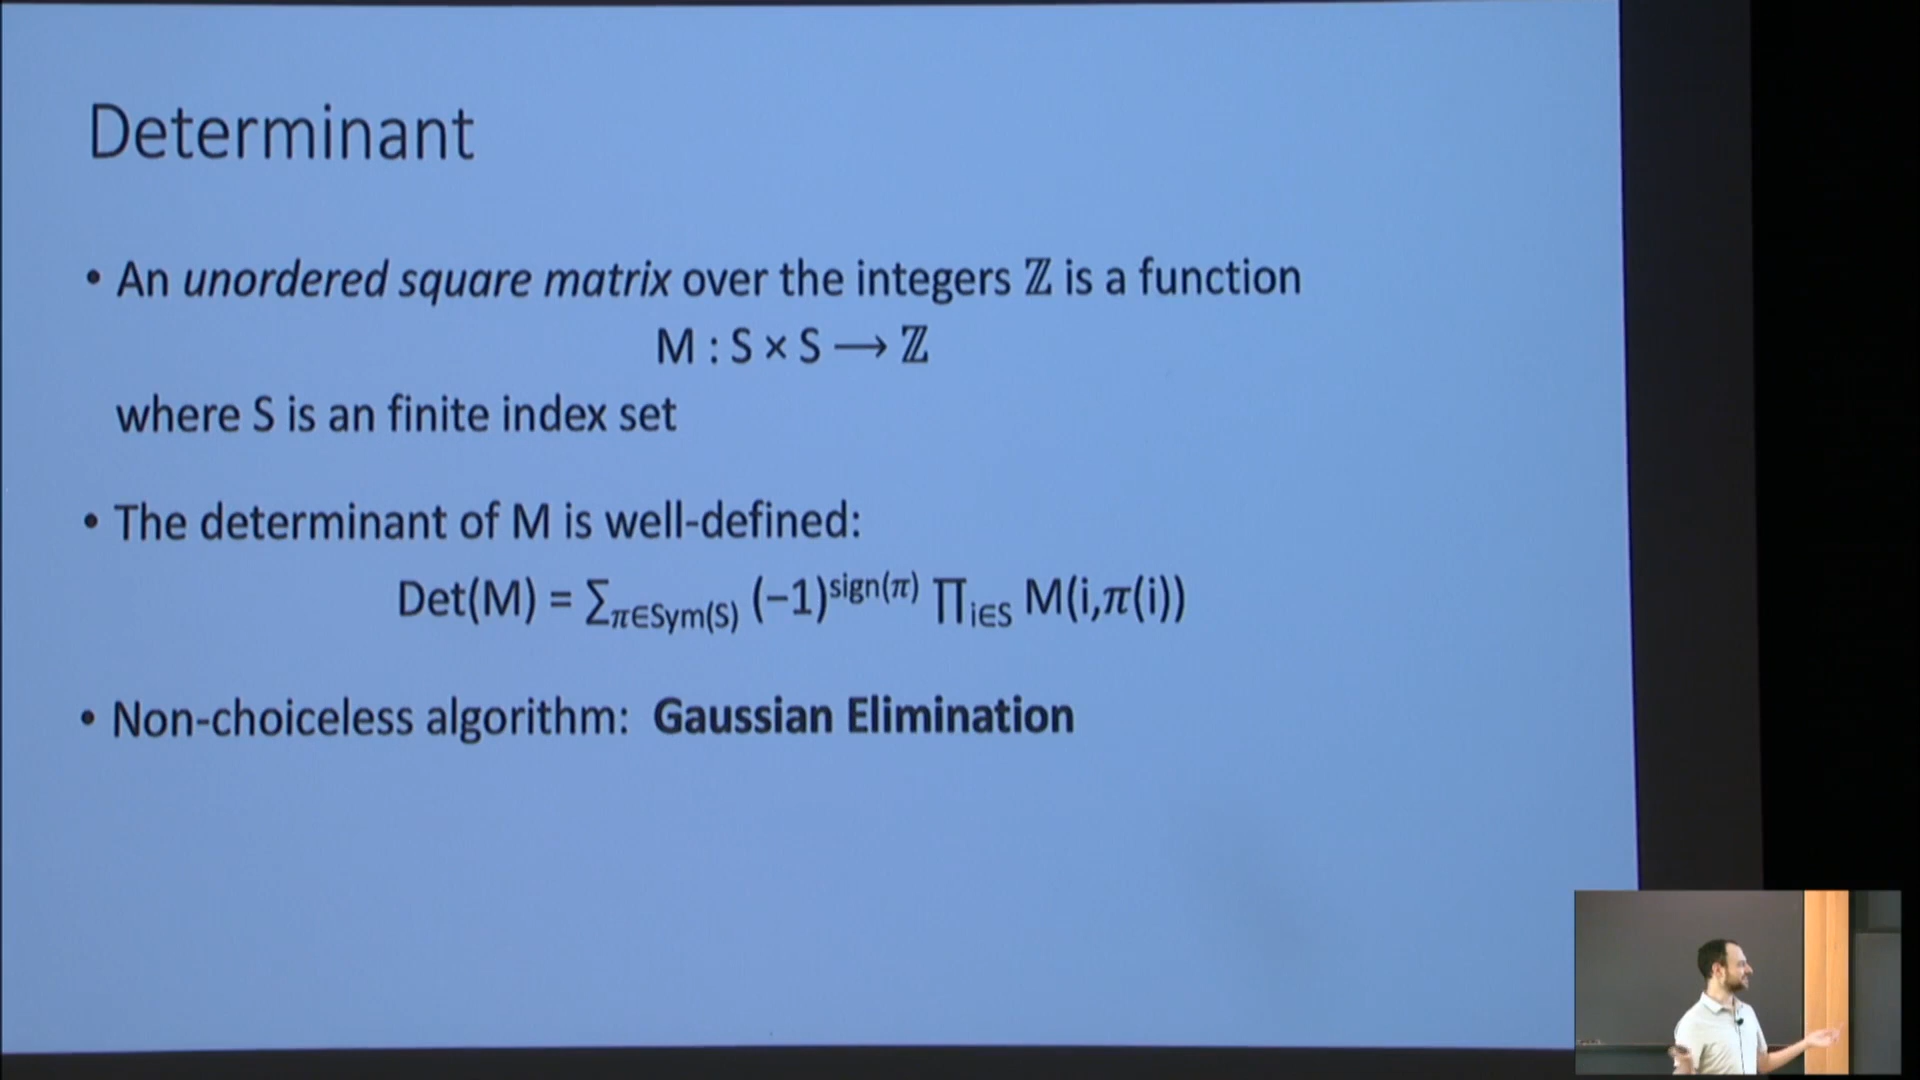 Determinant
• An unordered square matrix over the integers ℤ is a function
M : S × S ⟶ ℤ
where S is an finite index set
• The determinant of M is well-defined:
Det(M) = ∑π∈Sym(S) (−1)sign(π) ∏i∈S M(i,π(i))
• Non-choiceless algorithm: Gaussian Elimination